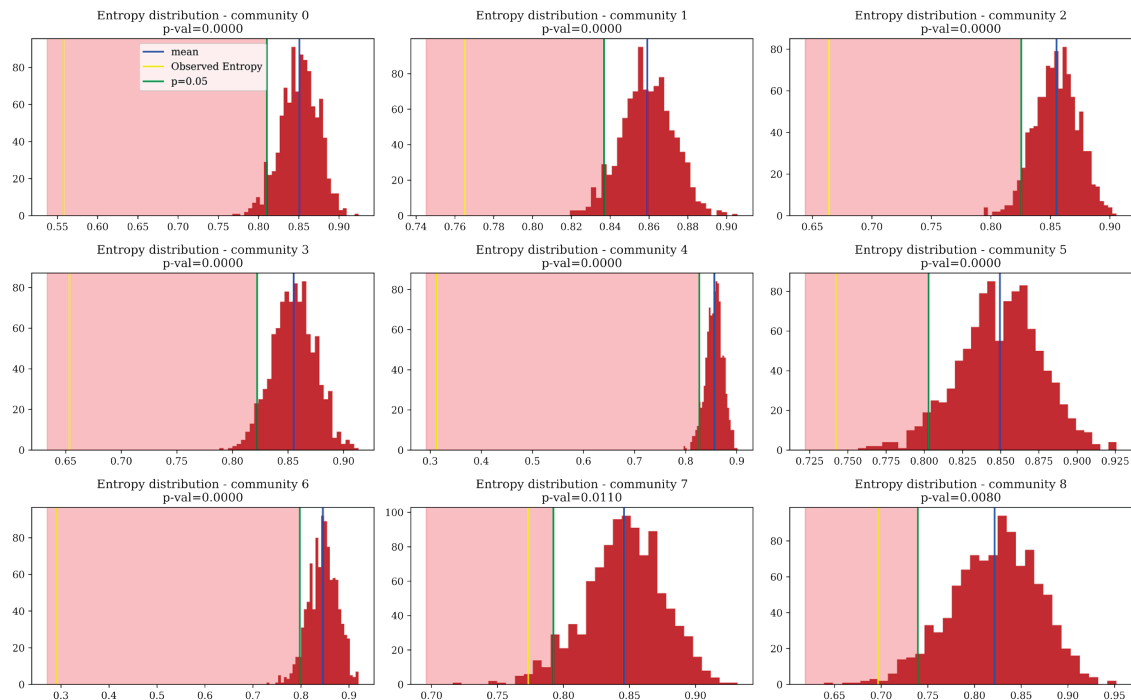 Entropy distribution - community 0
p-val=0.0000
mean
Observed Entropy
p=0.05
80
60
40
20
0
0.55 0.60 0.65 0.70 0.75 0.80 0.85 0.90
Entropy distribution - community 1
p-val=0.0000
80
60
40
20
0
0.74 0.76 0.78 0.80 0.82 0.84 0.86 0.88 0.90
Entropy distribution - community 2
p-val=0.0000
80
60
40
20
0
0.65 0.70 0.75 0.80 0.85 0.90
Entropy distribution - community 3
p-val=0.0000
80
60
40
20
0
0.65 0.70 0.75 0.80 0.85 0.90
Entropy distribution - community 4
p-val=0.0000
80
60
40
20
0
0.3 0.4 0.5 0.6 0.7 0.8 0.9
Entropy distribution - community 5
p-val=0.0000
80
60
40
20
0
0.725 0.750 0.775 0.800 0.825 0.850 0.875 0.900 0.925
Entropy distribution - community 6
p-val=0.0000
80
60
40
20
0
0.3 0.4 0.5 0.6 0.7 0.8 0.9
Entropy distribution - community 7
p-val=0.0110
100
80
60
40
20
0
0.70 0.75 0.80 0.85 0.90
Entropy distribution - community 8
p-val=0.0080
80
60
40
20
0
0.65 0.70 0.75 0.80 0.85 0.90 0.95